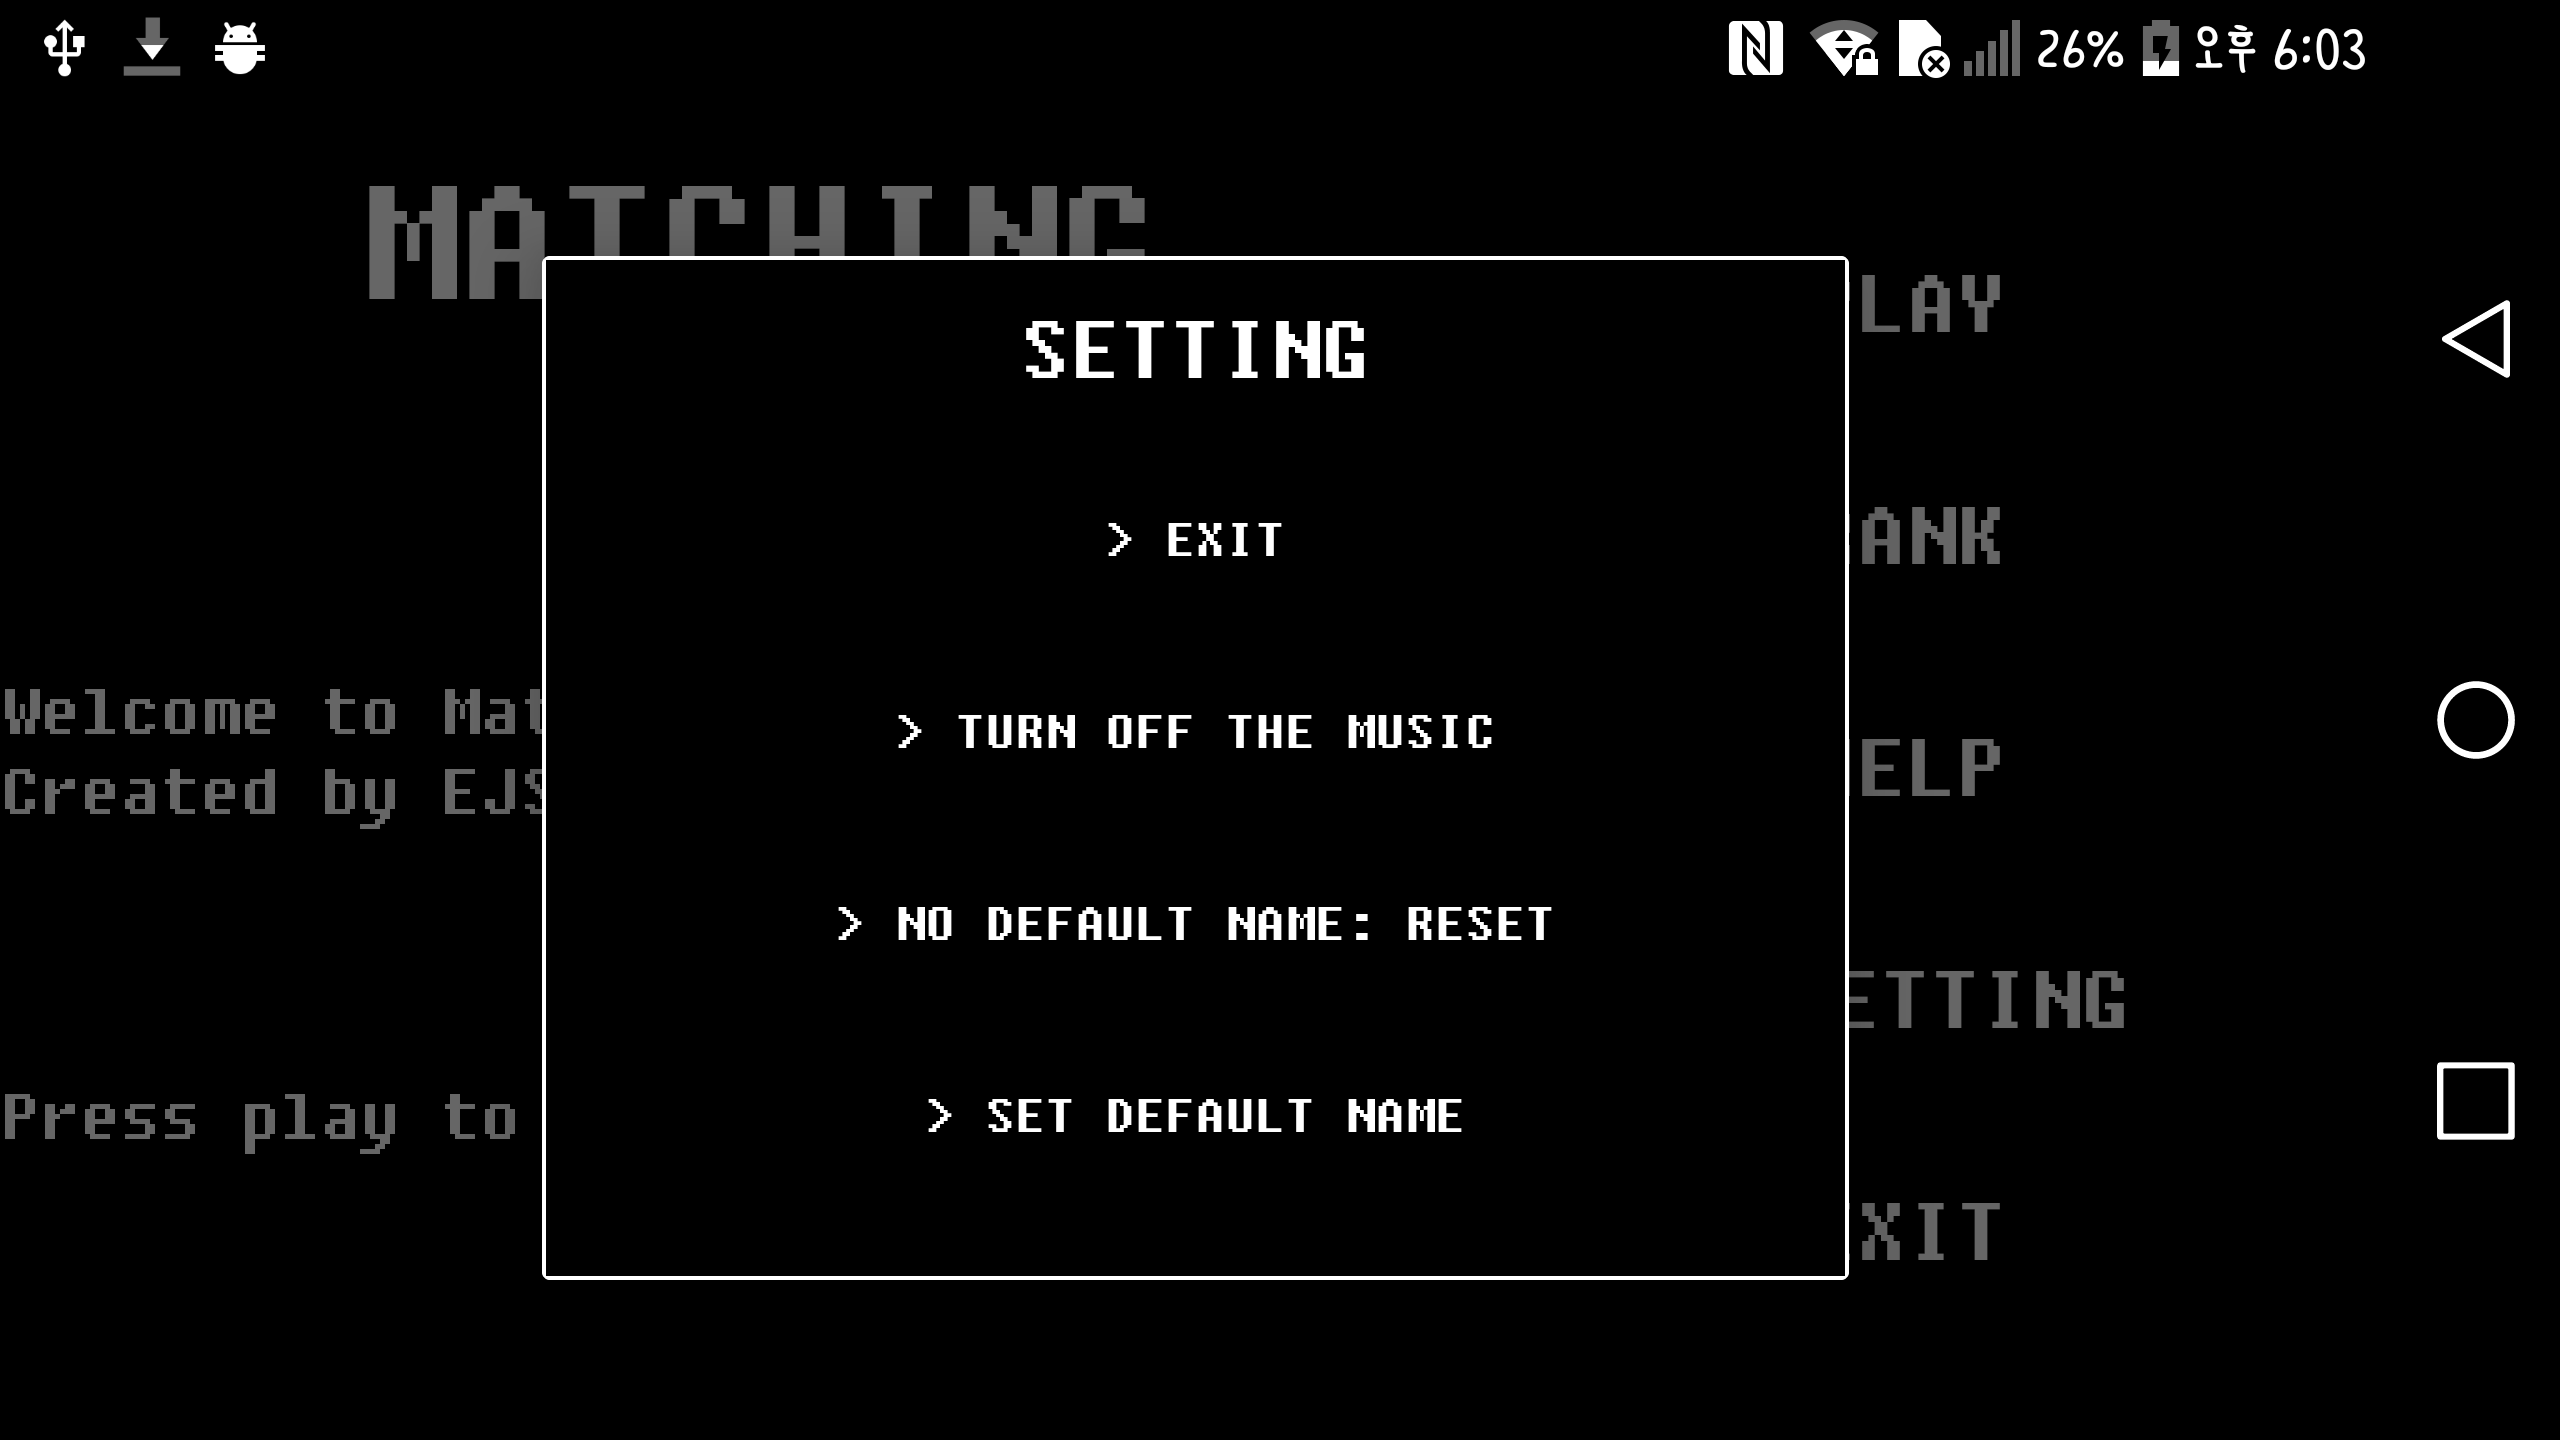 26% 오후 6:03
MATCHING
SETTING
> EXIT
> TURN OFF THE MUSIC
> NO DEFAULT NAME: RESET
> SET DEFAULT NAME
Welcome to Mat
Created by EJS
Press play to
LAY
ANK
ELP
ETTING
XIT